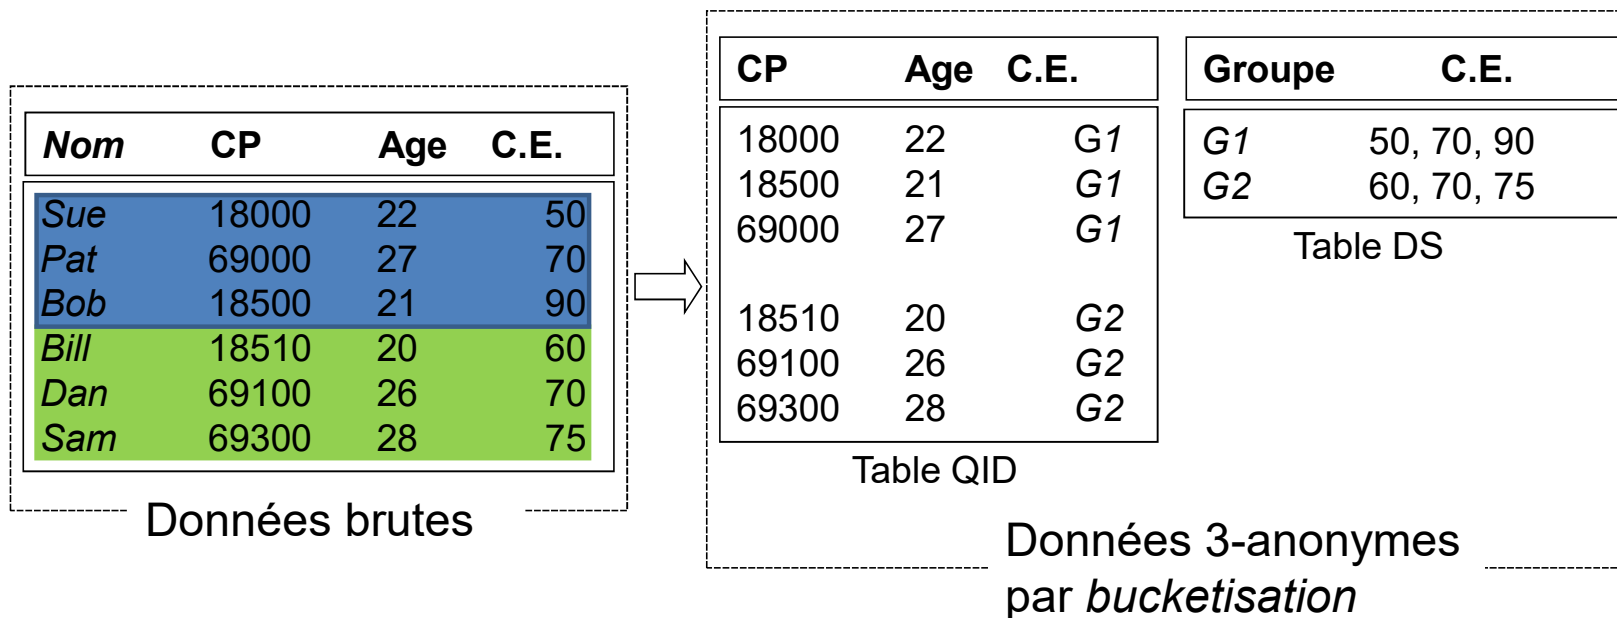 Nom CP Age C.E.
Sue 18000 22 50
Pat 69000 27 70
Bob 18500 21 90
Bill 18510 20 60
Dan 69100 26 70
Sam 69300 28 75
Données brutes
CP Age C.E.
18000 22 G1
18500 21 G1
69000 27 G1
18510 20 G2
69100 26 G2
69300 28 G2
Table QID
Groupe C.E.
G1 50, 70, 90
G2 60, 70, 75
Table DS
Données 3-anonymes
par bucketisation